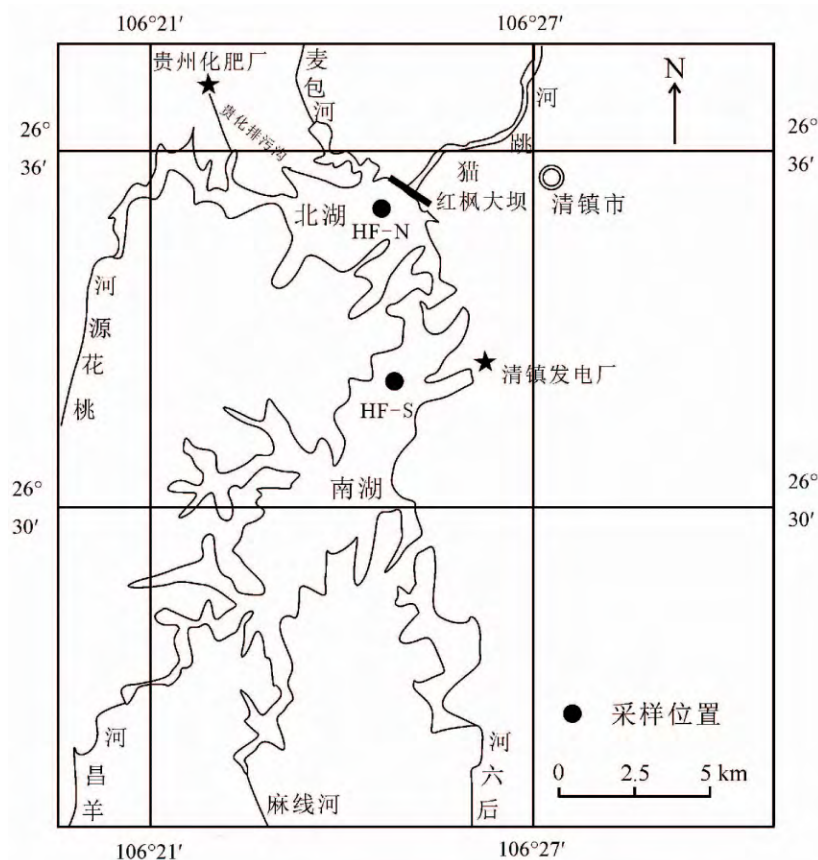 106°21′
106°27′
贵州化肥厂
麦包河
贵化排污沟
跳
猫
河
N
26°
36′
26°
36′
北湖
HF-N
红枫大坝
清镇市
桃花源河
清镇发电厂
HF-S
南湖
26°
30′
26°
30′
羊昌河
麻线河
后六河
采样位置
0 2.5 5 km
106°21′
106°27′